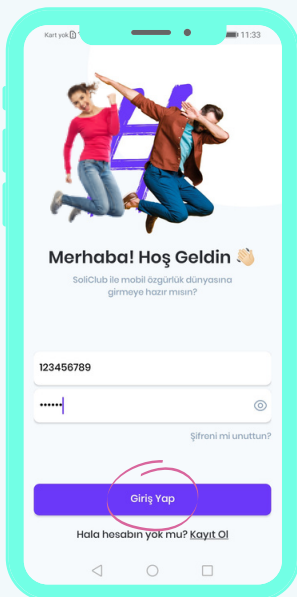 Kart yok
11:33
Merhaba! Hoş Geldin
SoliClub ile mobil özgürlük dünyasına
girmeye hazır mısın?
123456789
••••••
Şifreni mi unuttun?
Giriş Yap
Hala hesabın yok mu? Kayıt Ol